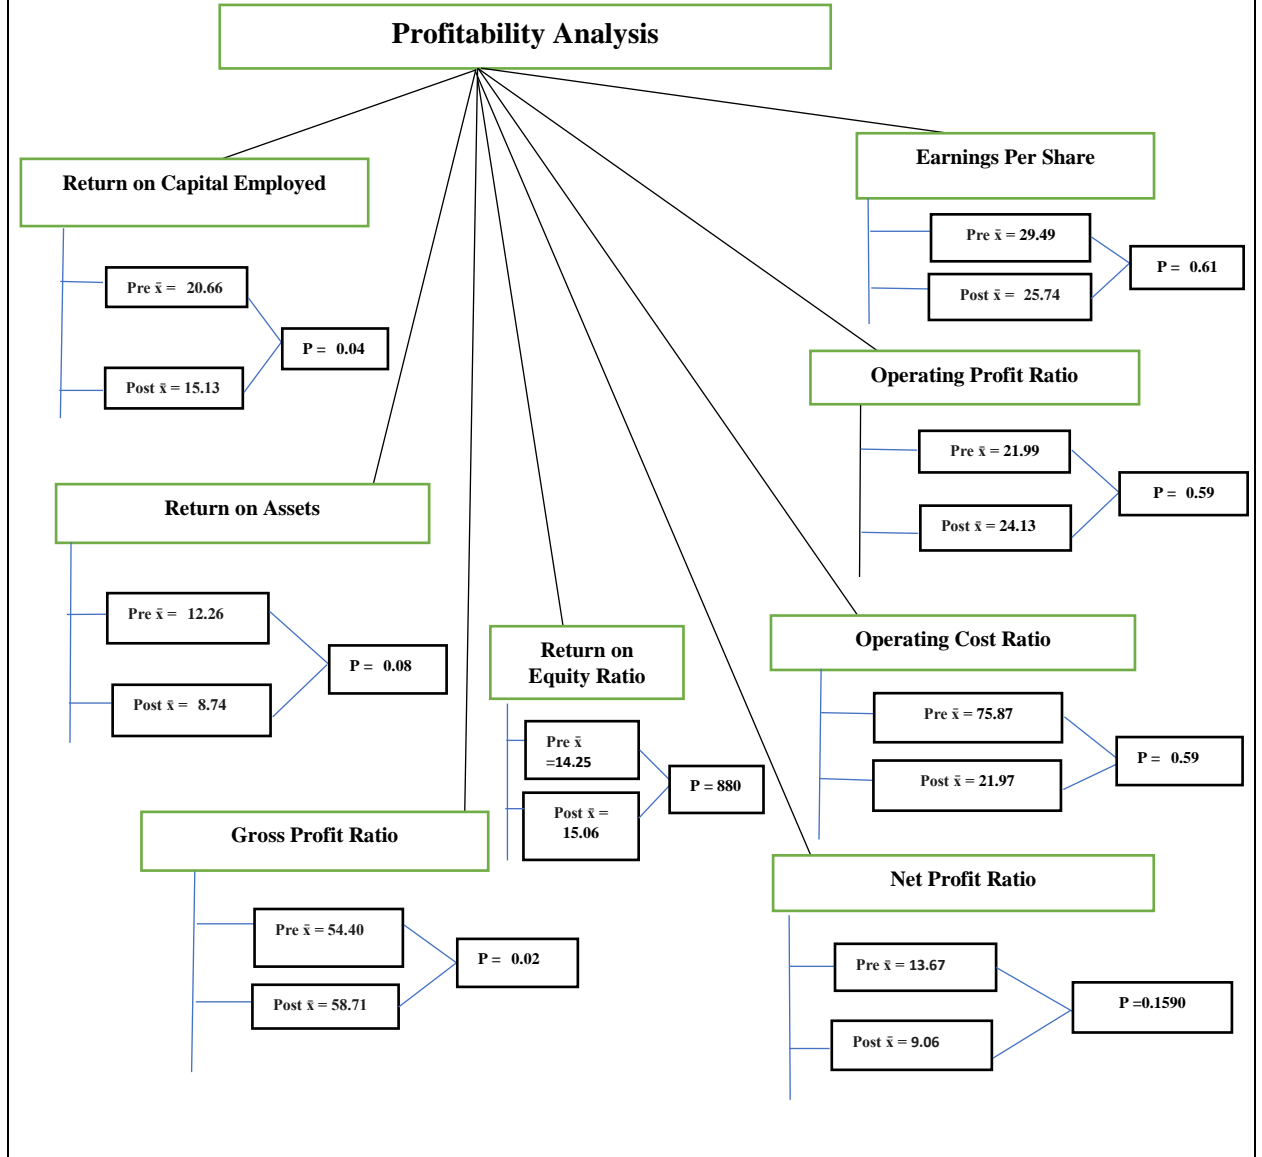 Profitability Analysis
Return on Capital Employed
Pre x̄ = 20.66
Post x̄ = 15.13
P = 0.04
Return on Assets
Pre x̄ = 12.26
Post x̄ = 8.74
P = 0.08
Gross Profit Ratio
Pre x̄ = 54.40
Post x̄ = 58.71
P = 0.02
Return on
Equity Ratio
Pre x̄
=14.25
Post x̄ =
15.06
P = 880
Earnings Per Share
Pre x̄ = 29.49
Post x̄ = 25.74
P = 0.61
Operating Profit Ratio
Pre x̄ = 21.99
Post x̄ = 24.13
P = 0.59
Operating Cost Ratio
Pre x̄ = 75.87
Post x̄ = 21.97
P = 0.59
Net Profit Ratio
Pre x̄ = 13.67
Post x̄ = 9.06
P =0.1590